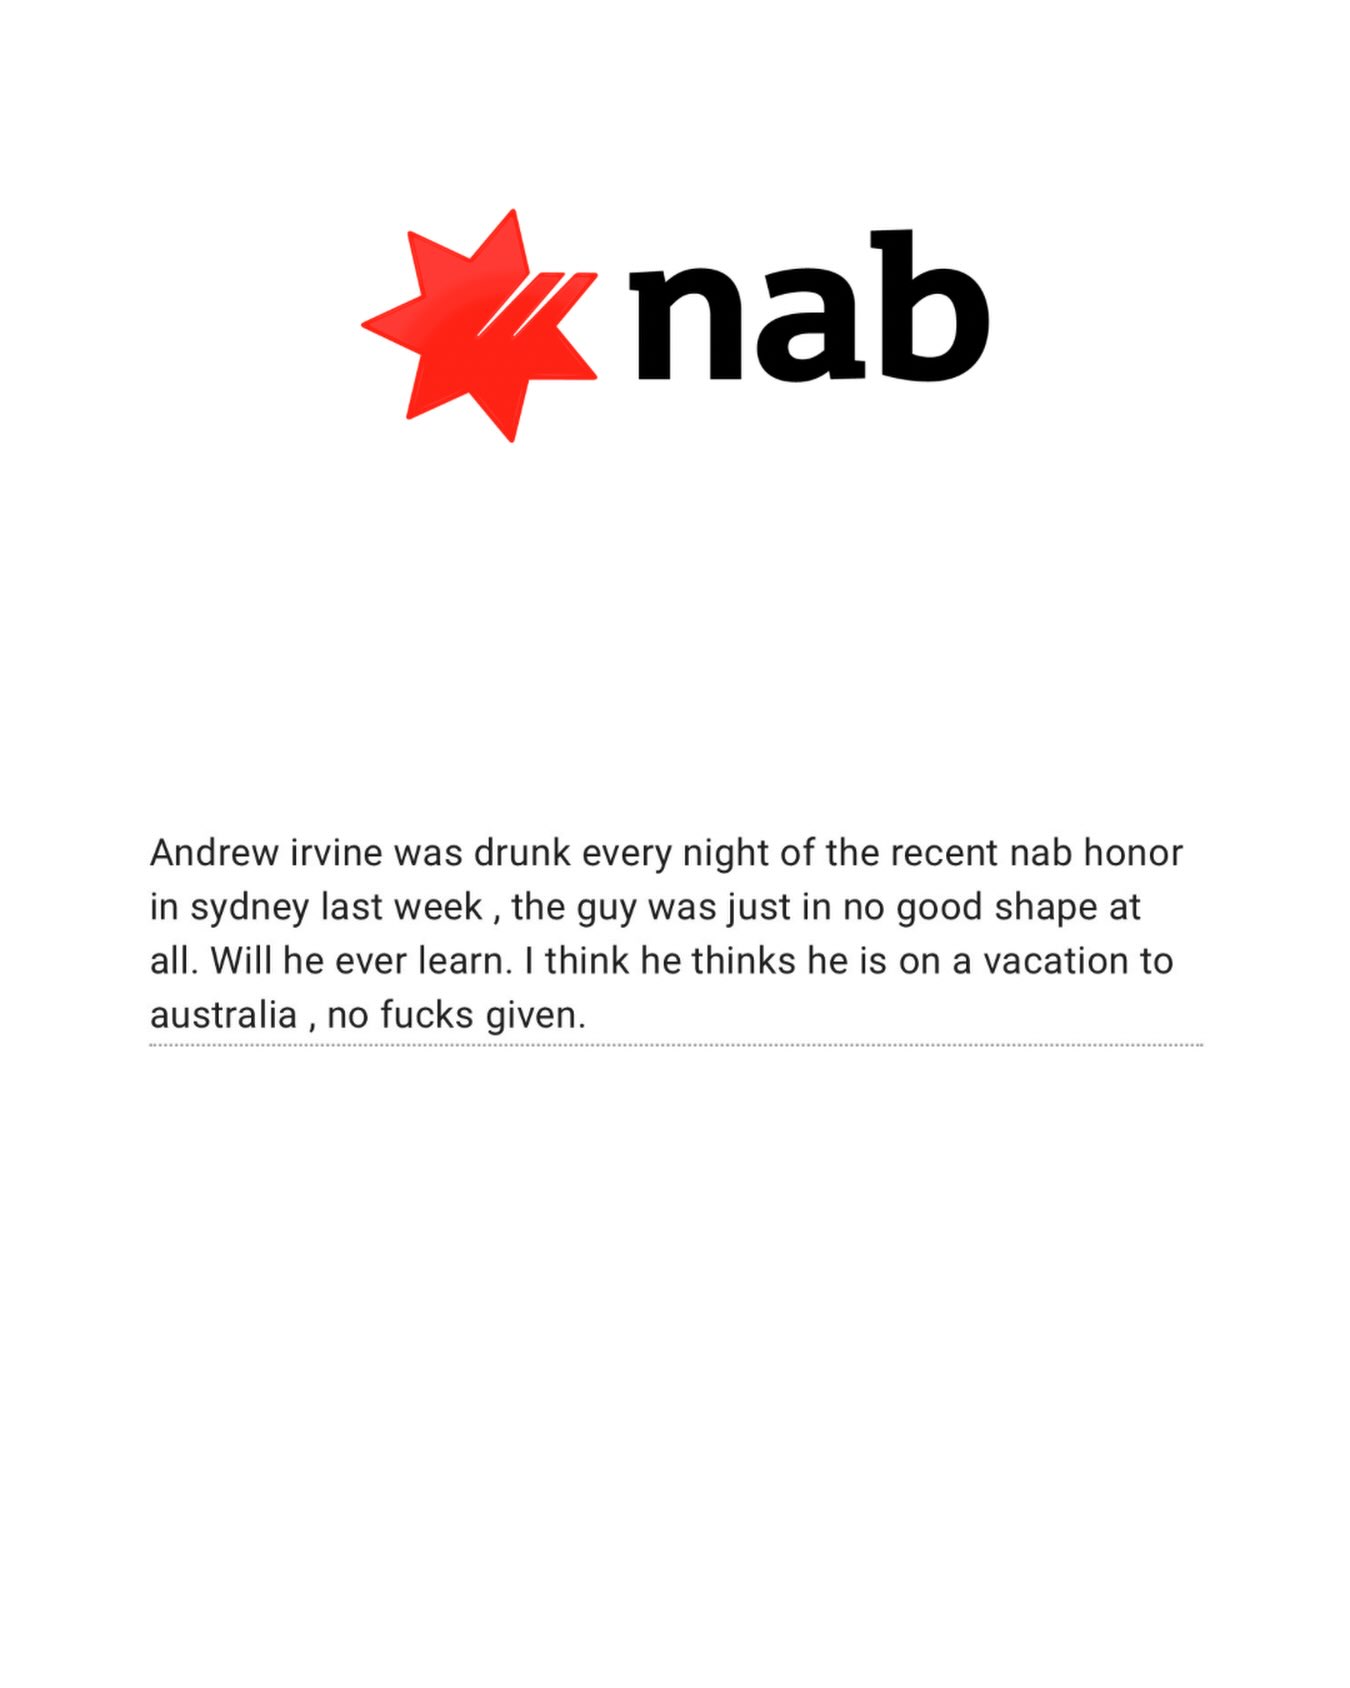 nab
Andrew irvine was drunk every night of the recent nab honor
in sydney last week , the guy was just in no good shape at
all. Will he ever learn. I think he thinks he is on a vacation to
australia , no fucks given.